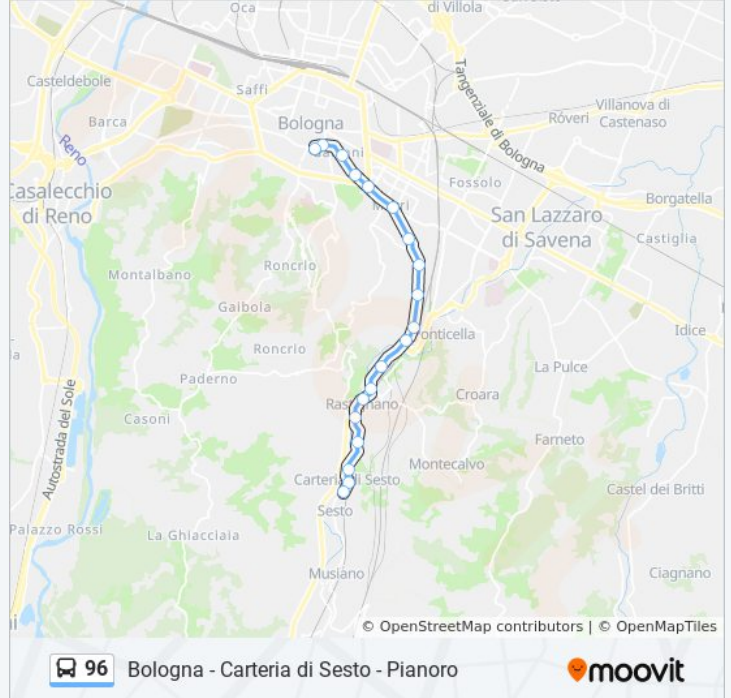 Oca
di Villola
Casteldebole
Saffi
Tangenziale di Bologna
Villanova di
Castenaso
Barca
Bologna
Róveri
Reno
Fossolo
Casalecchio
di Reno
Borgatella
San Lazzaro
di Savena
Castiglia
Roncrio
Montalbano
Gaibola
Idice
Ponticella
Roncrio
La Pulce
Paderno
Autostrada del Sole
Croara
Rastignano
Casoni
Farneto
Montecalvo
Carteria di Sesto
Castel dei Britti
Sesto
Palazzo Rossi
La Ghiacciaia
Musiano
Ciagnano
© OpenStreetMap contributors | © OpenMapTiles
96 Bologna - Carteria di Sesto - Pianoro
moovit